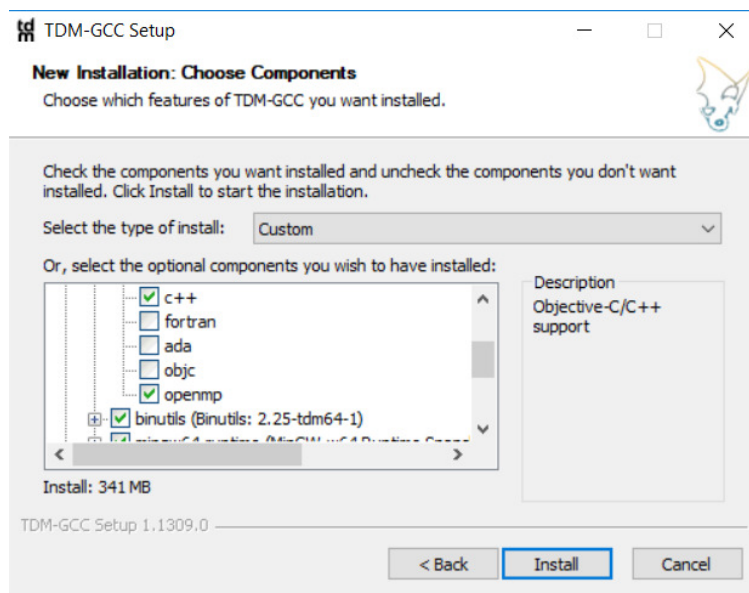 tdm TDM-GCC Setup
New Installation: Choose Components
Choose which features of TDM-GCC you want installed.
Check the components you want installed and uncheck the components you don't want
installed. Click Install to start the installation.
Select the type of install: Custom
Or, select the optional components you wish to have installed:
c++
fortran
ada
objc
openmp
binutils (Binutils: 2.25-tdm64-1)
Description
Objective-C/C++
support
Install: 341 MB
TDM-GCC Setup 1.1309.0
< Back Install Cancel